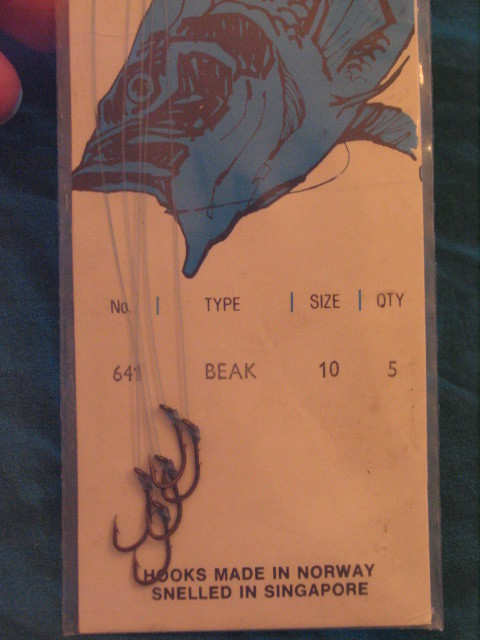 No. | TYPE | SIZE | QTY
641 BEAK 10 5
HOOKS MADE IN NORWAY
SNELLED IN SINGAPORE